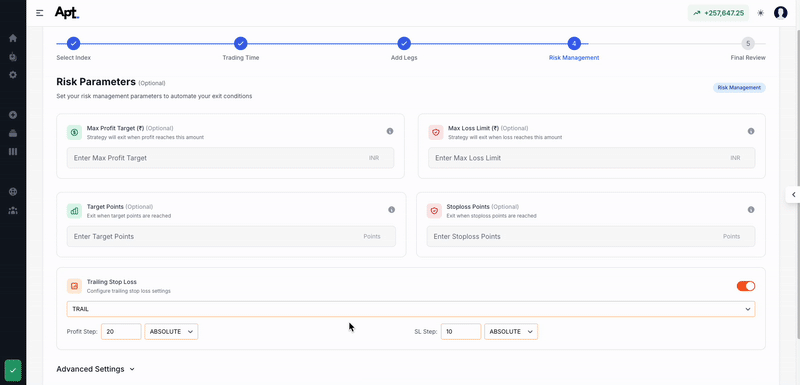 Apt
+257,647.25
4
5
Select Index
Trading Time
Add Legs
Risk Management
Final Review
Risk Parameters (Optional)
Set your risk management parameters to automate your exit conditions
Risk Management
Max Profit Target (₹) (Optional)
Strategy will exit when profit reaches this amount
Enter Max Profit Target
INR
Max Loss Limit (₹) (Optional)
Strategy will exit when loss reaches this amount
Enter Max Loss Limit
INR
Target Points (Optional)
Exit when target points are reached
Enter Target Points
Points
Stoploss Points (Optional)
Exit when stoploss points are reached
Enter Stoploss Points
Points
Trailing Stop Loss
Configure trailing stop loss settings
TRAIL
Profit Step: 20 ABSOLUTE
SL Step: 10 ABSOLUTE
Advanced Settings